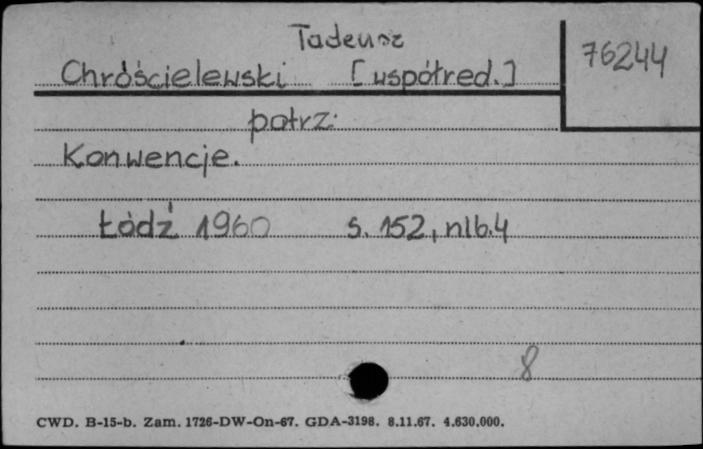 Tadeusz
76244
Chróścielewski [współred.]
patrz:
Konwencje.
Łódź 1960 s. 152, nlb.4
8
CWD. B-15-b. Zam. 1726-DW-On-67. GDA-3198. 8.11.67. 4.630.000.